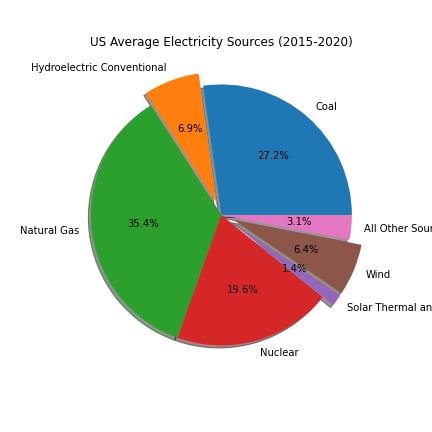 US Average Electricity Sources (2015-2020)
Hydroelectric Conventional
Coal
6.9%
27.2%
Natural Gas
35.4%
3.1%
All Other Sour
6.4%
Wind
1.4%
Solar Thermal an
19.6%
Nuclear